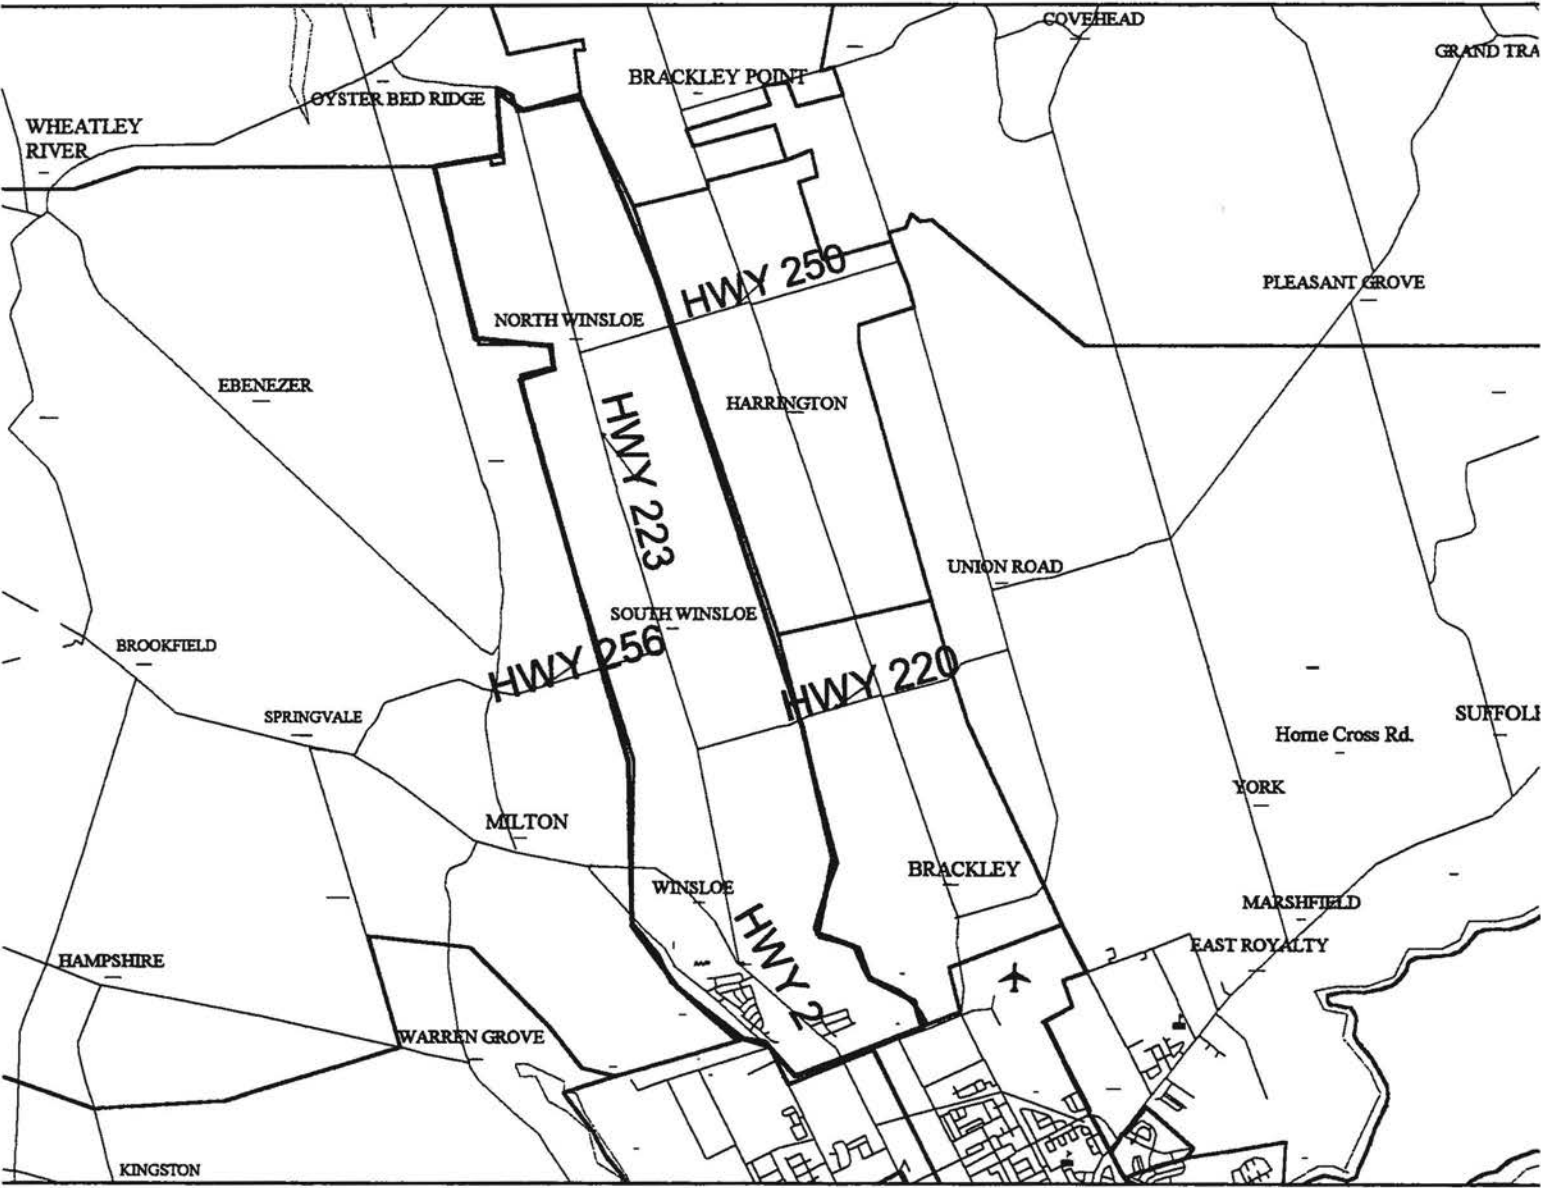 COVEHEAD
GRAND TRA
BRACKLEY POINT
OYSTER BED RIDGE
WHEATLEY
RIVER
HWY 250
PLEASANT GROVE
NORTH WINSLOE
EBENEZER
HARRINGTON
HWY 223
UNION ROAD
SOUTH WINSLOE
BROOKFIELD
HWY 256
HWY 220
SPRINGVALE
SUFFOL
Horne Cross Rd.
YORK
MILTON
BRACKLEY
WINSLOE
MARSHFIELD
HWY 2
EAST ROYALTY
HAMPSHIRE
WARREN GROVE
KINGSTON